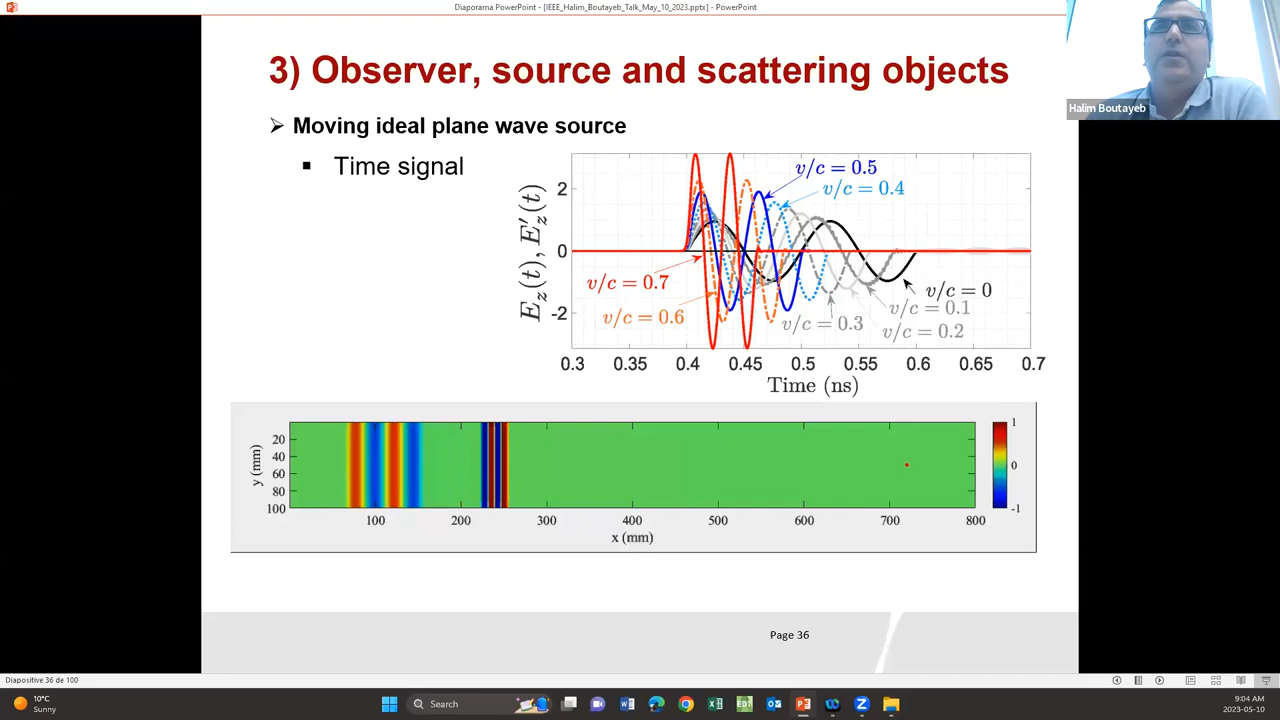 Diaporama PowerPoint - [IEEE_Halim_Boutayeb_Talk_May_10_2023.pptx] - PowerPoint
Halim Boutayeb
3) Observer, source and scattering objects
Moving ideal plane wave source
Time signal
E_z(t), E'_z(t)
2
0
-2
v/c = 0.5
v/c = 0.4
v/c = 0.7
v/c = 0.6
v/c = 0.3
v/c = 0
v/c = 0.1
v/c = 0.2
0.3 0.35 0.4 0.45 0.5 0.55 0.6 0.65 0.7
Time (ns)
y (mm)
20
40
60
80
100
100 200 300 400 500 600 700 800
x (mm)
1
0
-1
Page 36
Diapositive 36 de 100
10°C
Sunny
Search
EDT
9:04 AM
2023-05-10